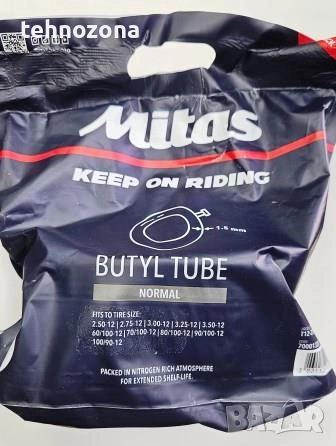 tehnozona
Mitas
KEEP ON RIDING
1.5 mm
BUTYL TUBE
NORMAL
FITS TO TIRE SIZE:
2.50-12 | 2.75-12 | 3.00-12 | 3.25-12 | 3.50-12
60/100-12 | 70/100-12 | 80/100-12 | 90/100-12
100/90-12
PACKED IN NITROGEN RICH ATMOSPHERE
FOR EXTENDED SHELF-LIFE.
BAZAR